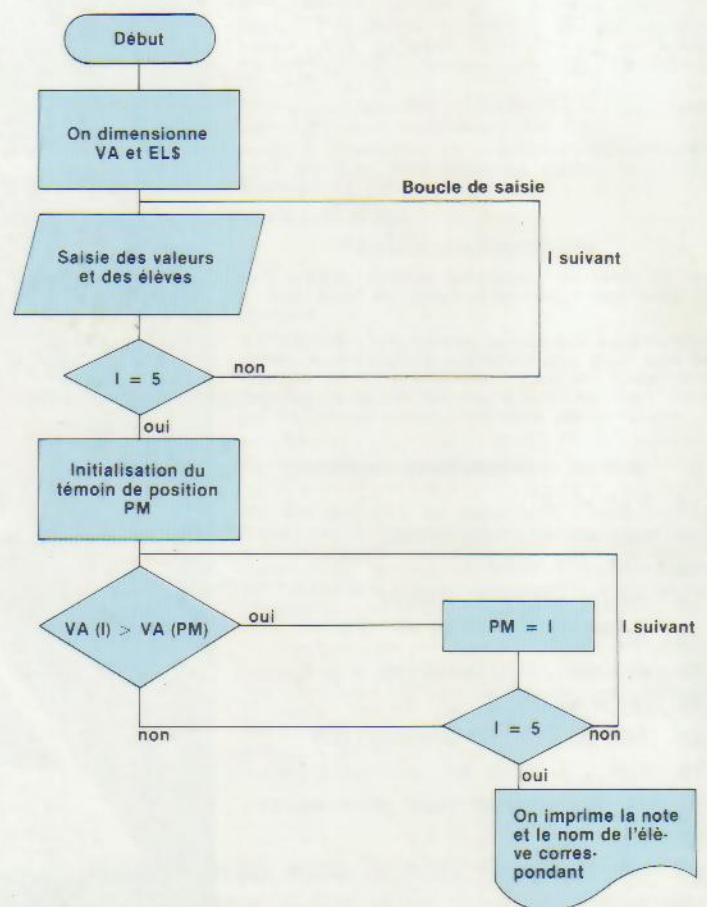 Début
On dimensionne
VA et EL$
Boucle de saisie
Saisie des valeurs
et des élèves
I suivant
I = 5
non
oui
Initialisation du
témoin de position
PM
VA (I) > VA (PM)
oui
PM = I
I suivant
non
I = 5
non
oui
On imprime la note
et le nom de l'élè-
ve corres-
pondant